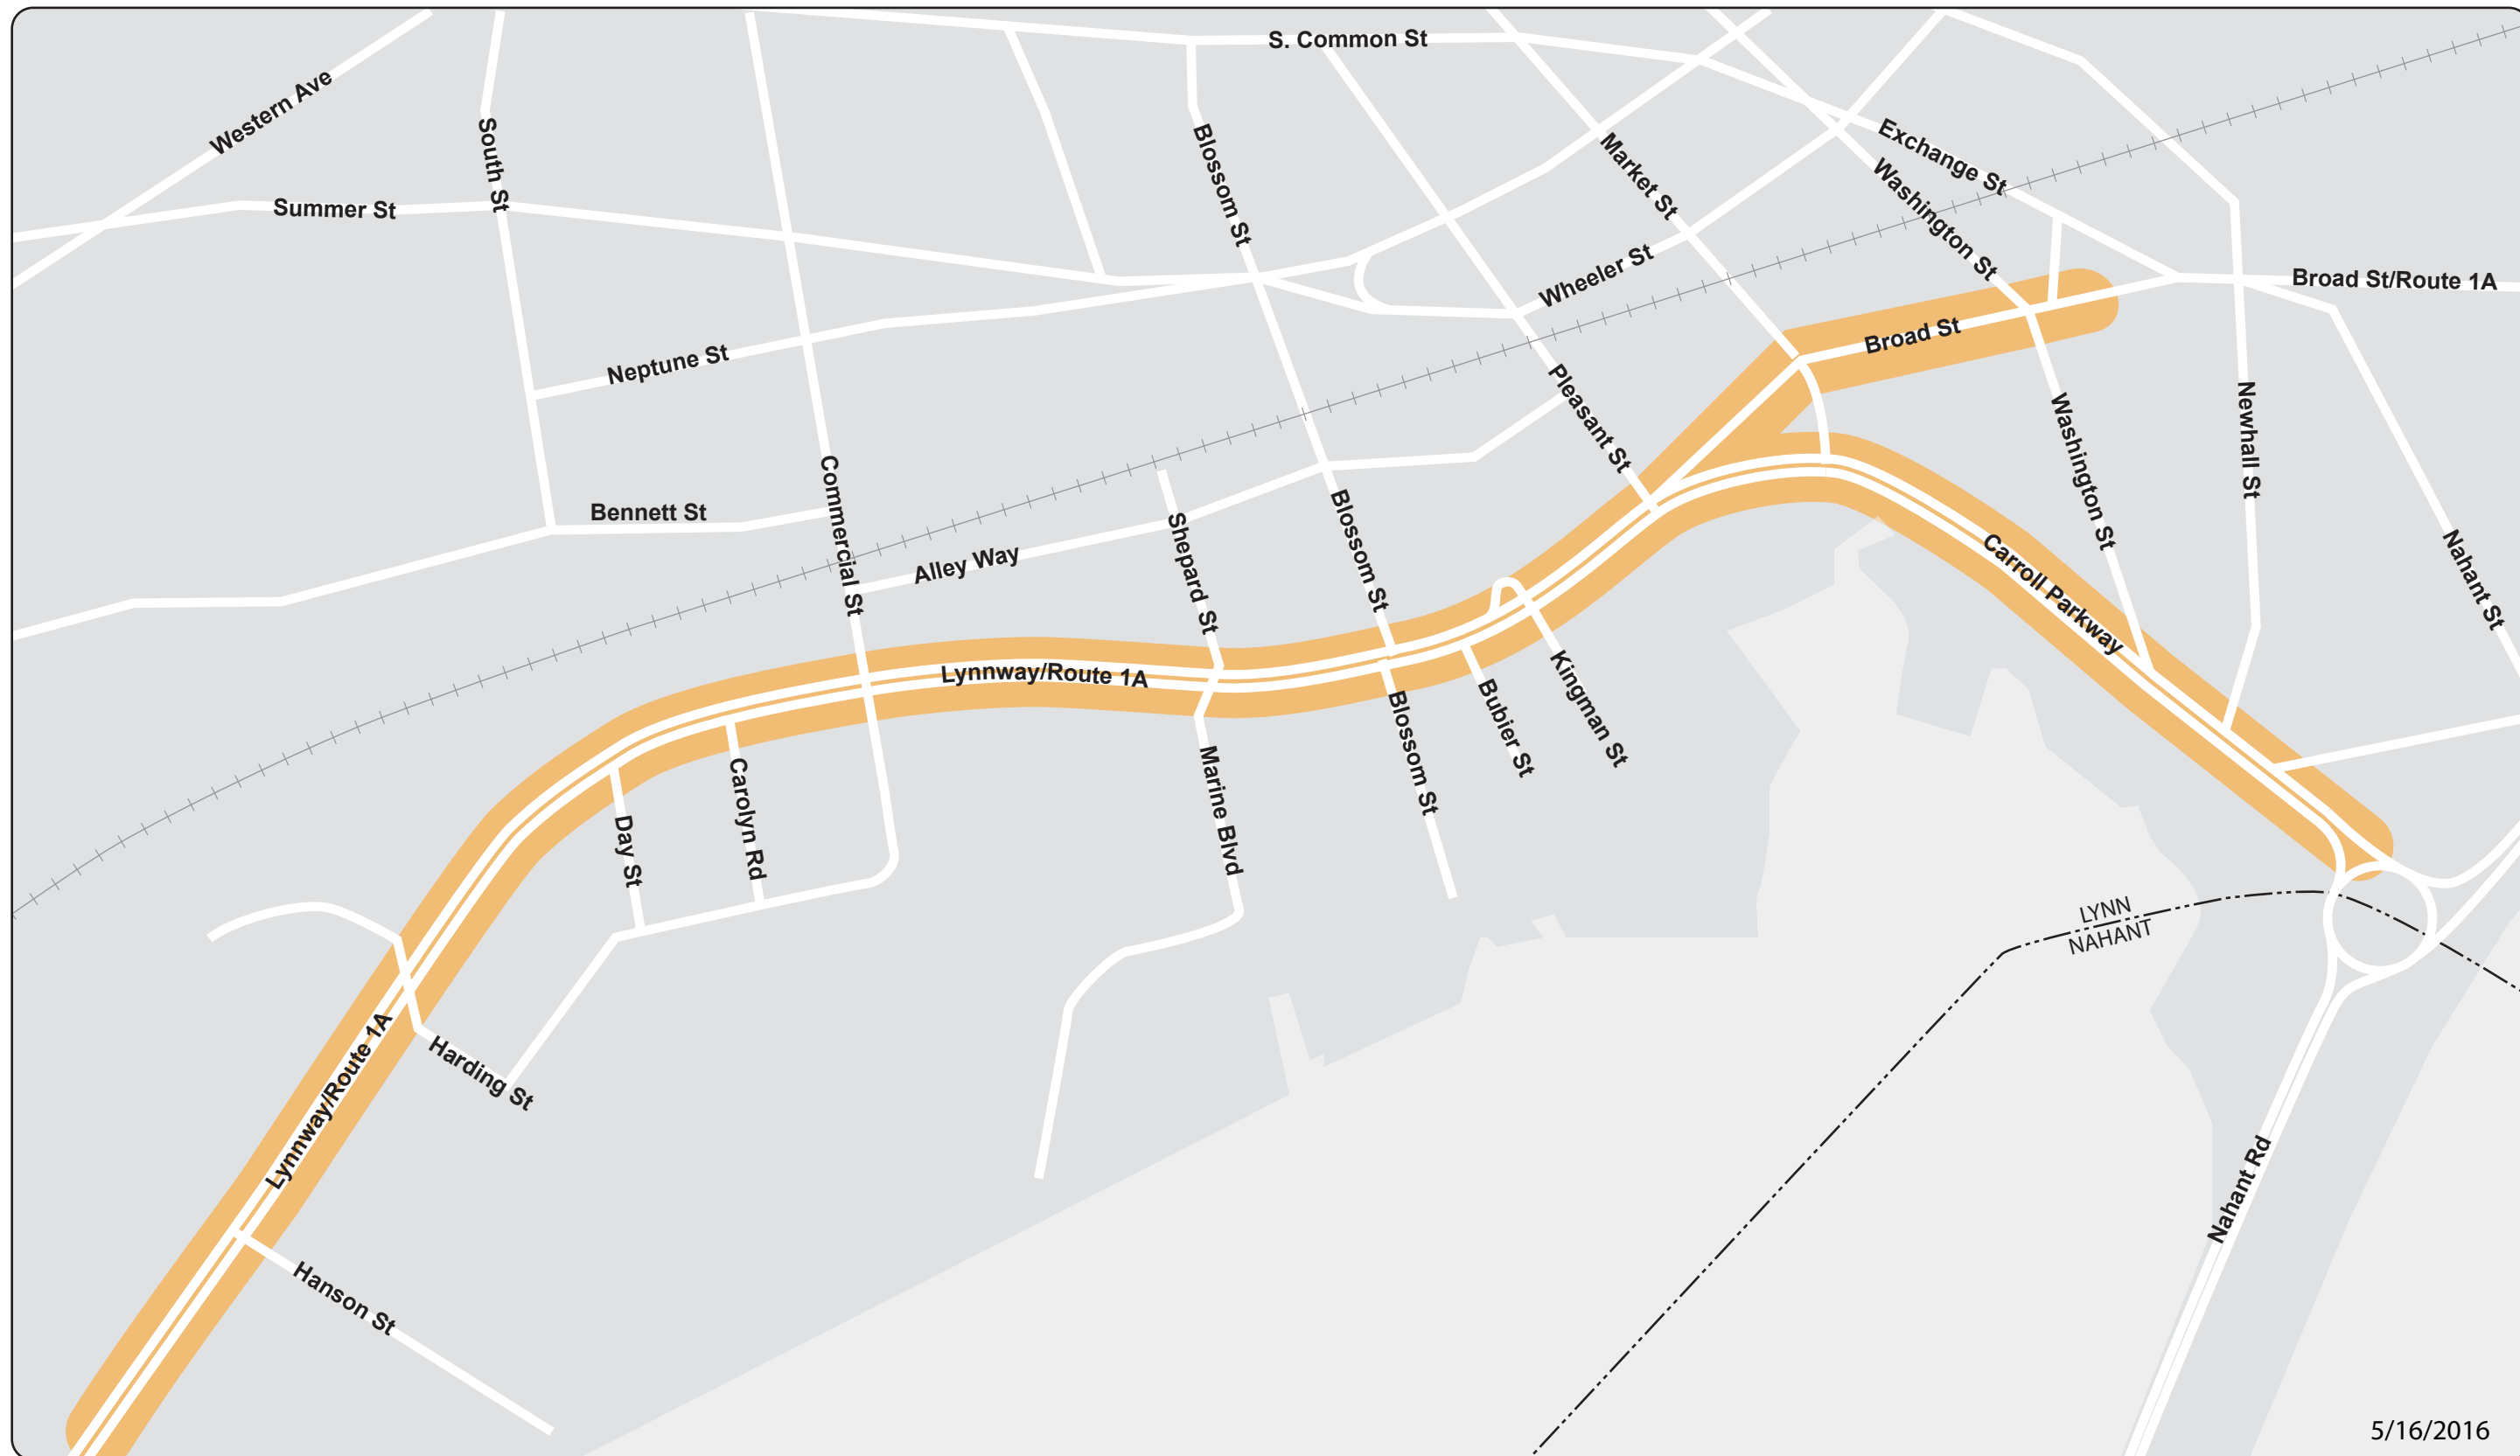 S. Common St
Western Ave
South St
Blossom St
Market St
Exchange St
Washington St
Summer St
Wheeler St
Broad St/Route 1A
Broad St
Neptune St
Pleasant St
Newhall St
Washington St
Bennett St
Commercial St
Alley Way
Shepard St
Blossom St
Carroll Parkway
Nahant St
Lynnway/Route 1A
Kingman St
Bubier St
Blossom St
Marine Blvd
Carolyn Rd
Day St
LYNN
NAHANT
Lynnway/Route 1A
Harding St
Nahant Rd
Hanson St
5/16/2016